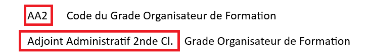 AA2 Code du Grade Organisateur de Formation
Adjoint Administratif 2nde Cl. Grade Organisateur de Formation